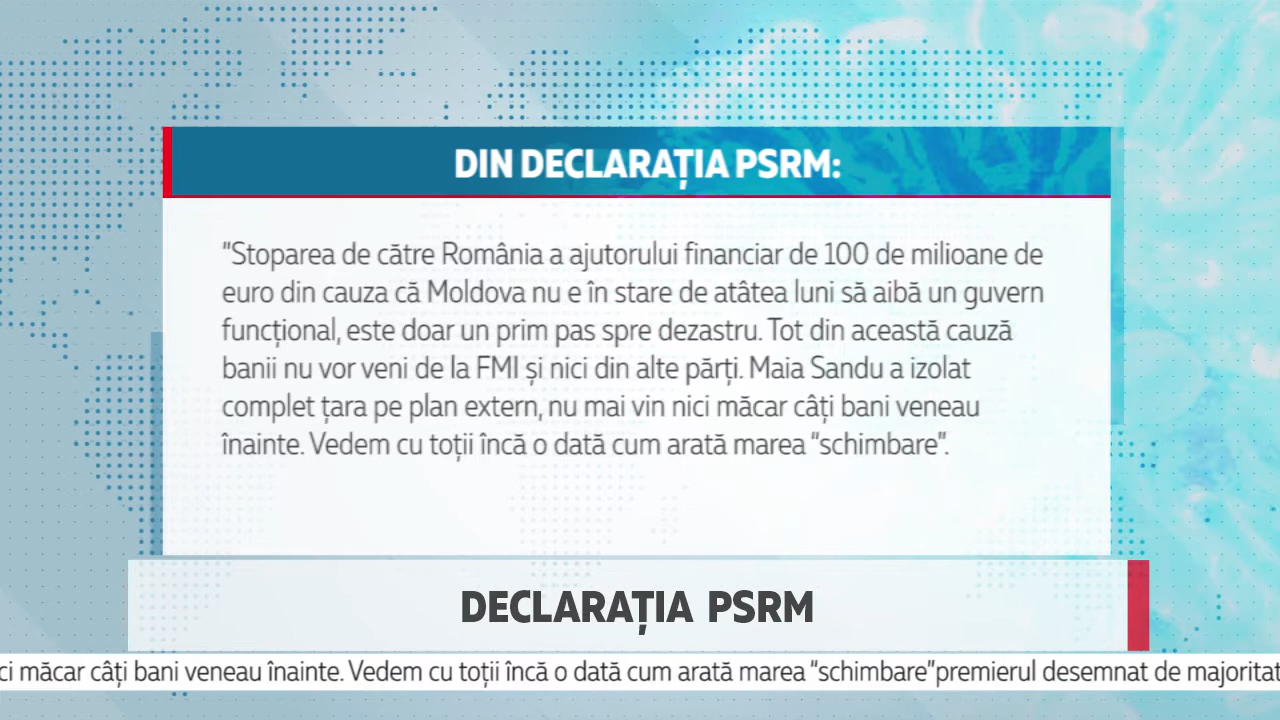 DIN DECLARAȚIA PSRM:
"Stoparea de către România a ajutorului financiar de 100 de milioane de
euro din cauza că Moldova nu e în stare de atâtea luni să aibă un guvern
funcțional, este doar un prim pas spre dezastru. Tot din această cauză
banii nu vor veni de la FMI și nici din alte părți. Maia Sandu a izolat
complet țara pe plan extern, nu mai vin nici măcar câți bani veneau
înainte. Vedem cu toții încă o dată cum arată marea “schimbare”.
DECLARAȚIA PSRM
ci măcar câți bani veneau înainte. Vedem cu toții încă o dată cum arată marea “schimbare”premierul desemnat de majoritat